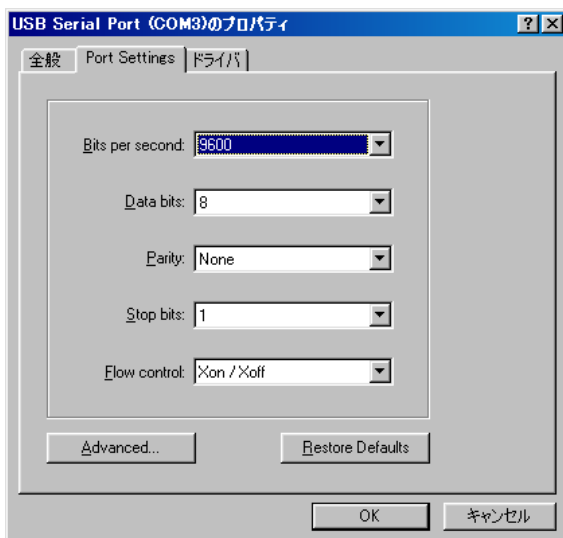 USB Serial Port (COM3)のプロパティ
全般 Port Settings ドライバ
Bits per second: 9600
Data bits: 8
Parity: None
Stop bits: 1
Flow control: Xon / Xoff
Advanced... Restore Defaults
OK キャンセル